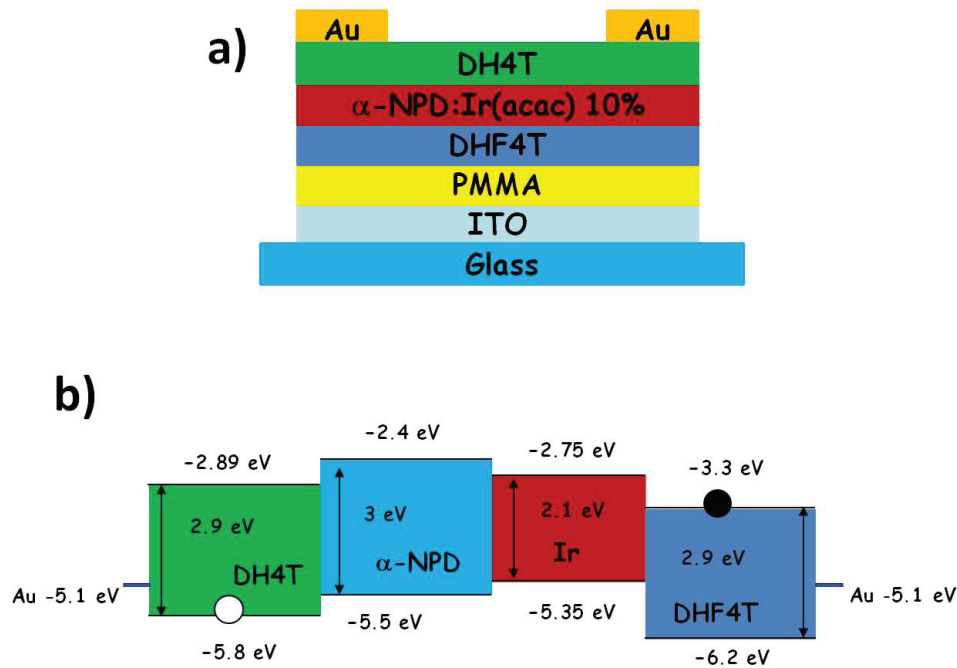 a)
Au Au
DH4T
α-NPD:Ir(acac) 10%
DHF4T
PMMA
ITO
Glass
b)
-2.4 eV
-2.75 eV
-2.89 eV
-3.3 eV
2.9 eV
3 eV
2.1 eV
2.9 eV
DH4T
α-NPD
Ir
DHF4T
Au -5.1 eV
Au -5.1 eV
-5.8 eV
-5.5 eV
-5.35 eV
-6.2 eV